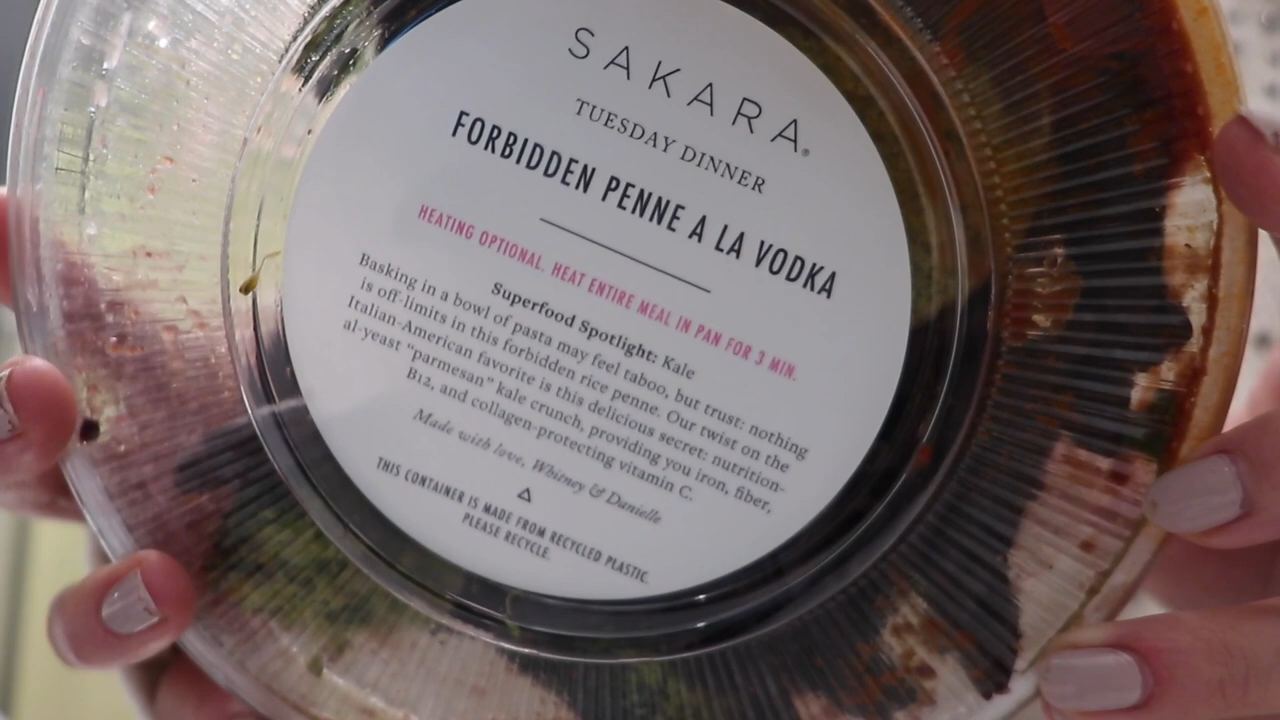 SAKARA®
TUESDAY DINNER
FORBIDDEN PENNE A LA VODKA
HEATING OPTIONAL. HEAT ENTIRE MEAL IN PAN FOR 3 MIN.
Superfood Spotlight: Kale
Basking in a bowl of pasta may feel taboo, but trust: nothing
is off-limits in this forbidden rice penne. Our twist on the
Italian-American favorite is this delicious secret: nutrition-
al-yeast “parmesan” kale crunch, providing you iron, fiber,
B12, and collagen-protecting vitamin C.
Made with love, Whitney & Danielle
THIS CONTAINER IS MADE FROM RECYCLED PLASTIC.
PLEASE RECYCLE.